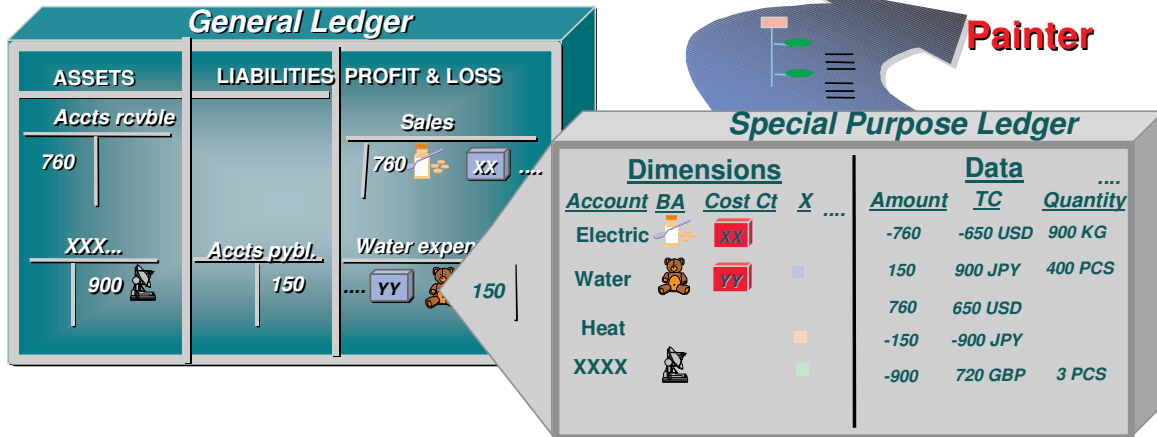 General Ledger
ASSETS
LIABILITIES
PROFIT & LOSS
Accts rcvble
760
Sales
760 XX ....
XXX...
900
Accts pybl.
150
Water expen
.... YY 150
Painter
Special Purpose Ledger
Dimensions
Account BA Cost Ct X ....
Electric XX
Water YY
Heat
XXXX
Data
....
Amount TC Quantity
-760 -650 USD 900 KG
150 900 JPY 400 PCS
760 650 USD
-150 -900 JPY
-900 720 GBP 3 PCS